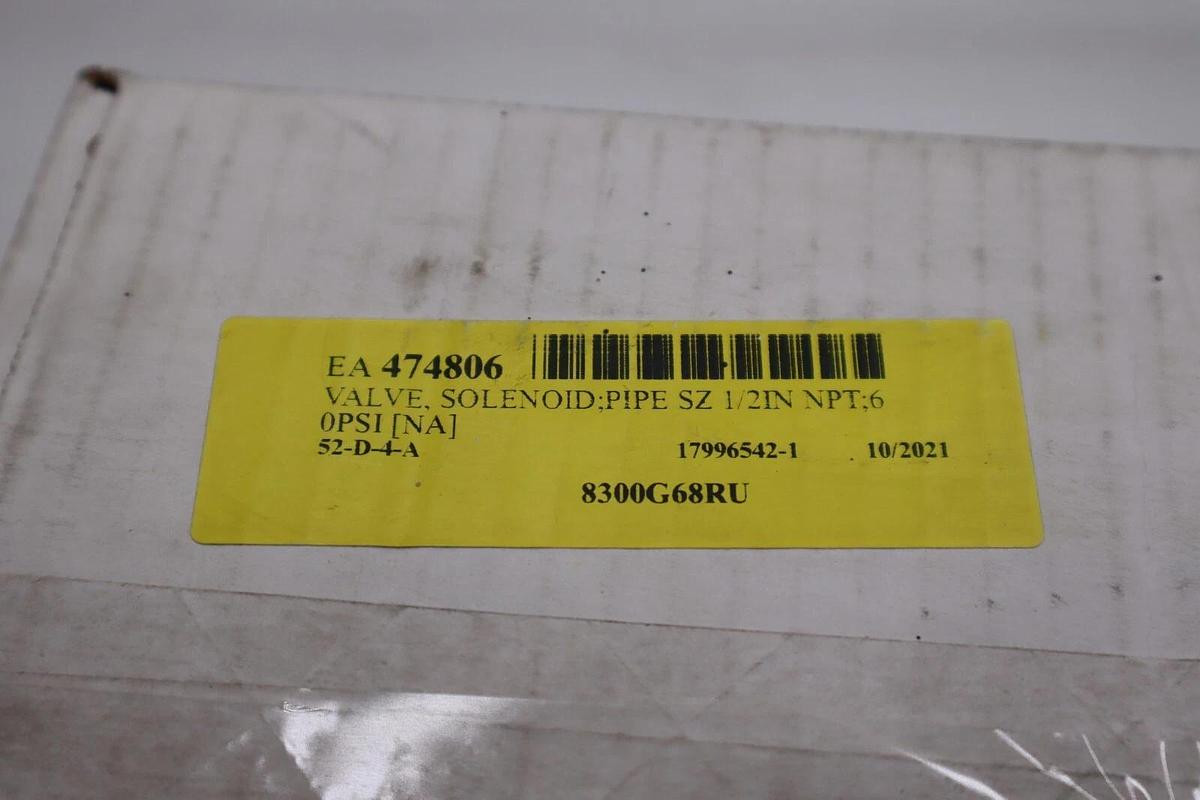 EA 474806
VALVE, SOLENOID;PIPE SZ 1/2IN NPT;6
0PSI [NA]
52-D-4-A 17996542-1 10/2021
8300G68RU